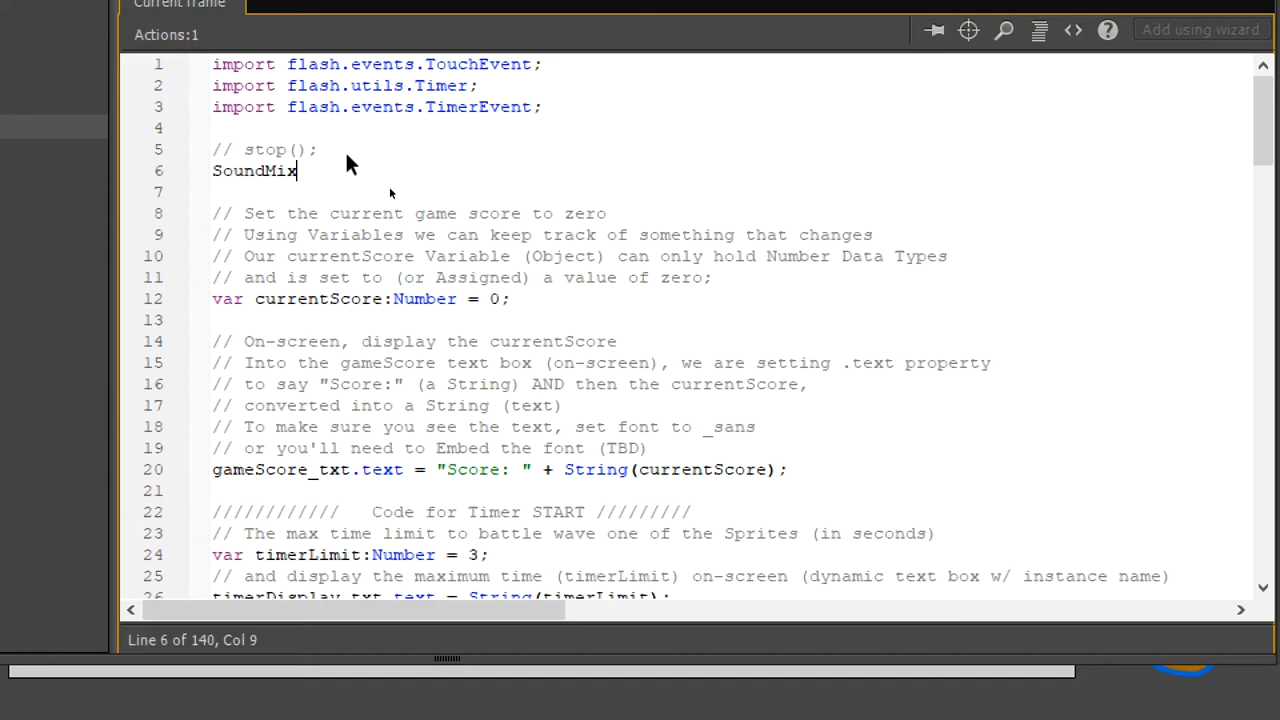 Current frame
Actions:1
Add using wizard
1 import flash.events.TouchEvent;
2 import flash.utils.Timer;
3 import flash.events.TimerEvent;
4
5 // stop();
6 SoundMix
7
8 // Set the current game score to zero
9 // Using Variables we can keep track of something that changes
10 // Our currentScore Variable (Object) can only hold Number Data Types
11 // and is set to (or Assigned) a value of zero;
12 var currentScore:Number = 0;
13
14 // On-screen, display the currentScore
15 // Into the gameScore text box (on-screen), we are setting .text property
16 // to say "Score:" (a String) AND then the currentScore,
17 // converted into a String (text)
18 // To make sure you see the text, set font to _sans
19 // or you'll need to Embed the font (TBD)
20 gameScore_txt.text = "Score: " + String(currentScore);
21
22 //////////// Code for Timer START /////////
23 // The max time limit to battle wave one of the Sprites (in seconds)
24 var timerLimit:Number = 3;
25 // and display the maximum time (timerLimit) on-screen (dynamic text box w/ instance name)
26 timerDisplay_txt.text = String(timerLimit);
Line 6 of 140, Col 9